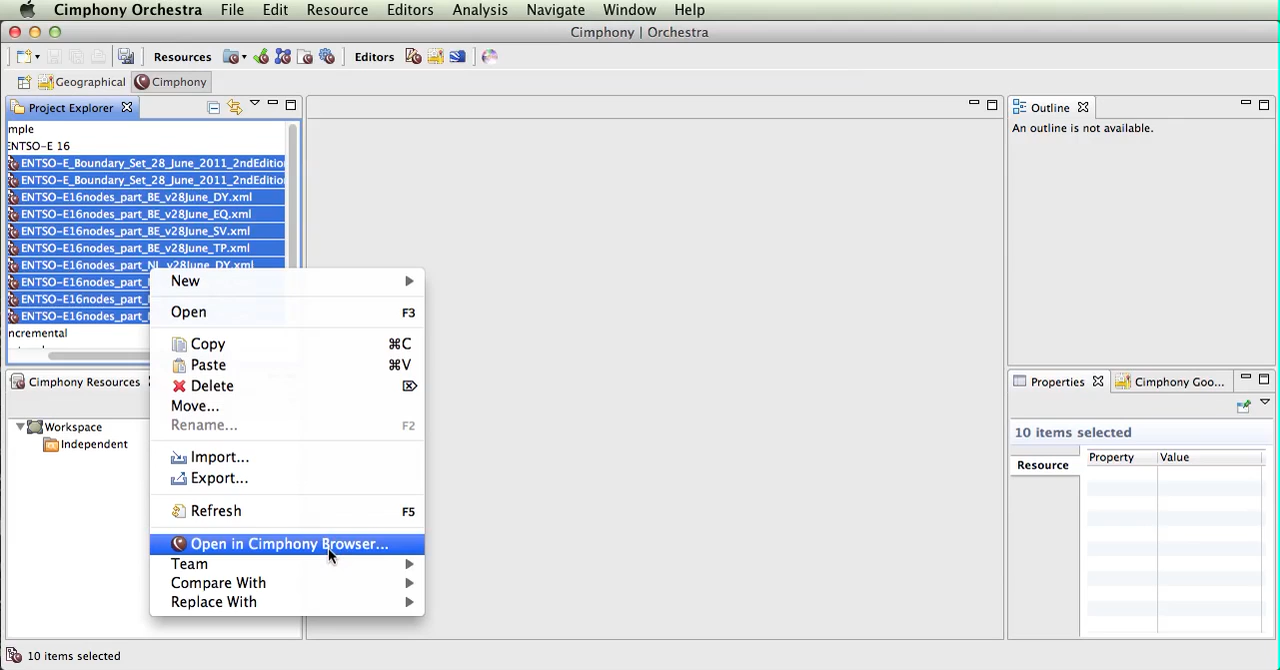 Cimphony Orchestra File Edit Resource Editors Analysis Navigate Window Help
Cimphony | Orchestra
Resources Editors
Geographical Cimphony
Project Explorer
mple
ENTSO-E 16
ENTSO-E_Boundary_Set_28_June_2011_2ndEditio
ENTSO-E_Boundary_Set_28_June_2011_2ndEditio
ENTSO-E16nodes_part_BE_v28June_DY.xml
ENTSO-E16nodes_part_BE_v28June_EQ.xml
ENTSO-E16nodes_part_BE_v28June_SV.xml
ENTSO-E16nodes_part_BE_v28June_TP.xml
ENTSO-E16nodes_part_NL_v28June_DY.xml
ENTSO-E16nodes_part_
ENTSO-E16nodes_part_
ENTSO-E16nodes_part_
ncremental
Cimphony Resources
Workspace
Independent
New
Open F3
Copy ⌘C
Paste ⌘V
Delete ⌦
Move...
Rename... F2
Import...
Export...
Refresh F5
Open in Cimphony Browser...
Team
Compare With
Replace With
Outline
An outline is not available.
Properties Cimphony Goo...
10 items selected
Resource
Property Value
10 items selected